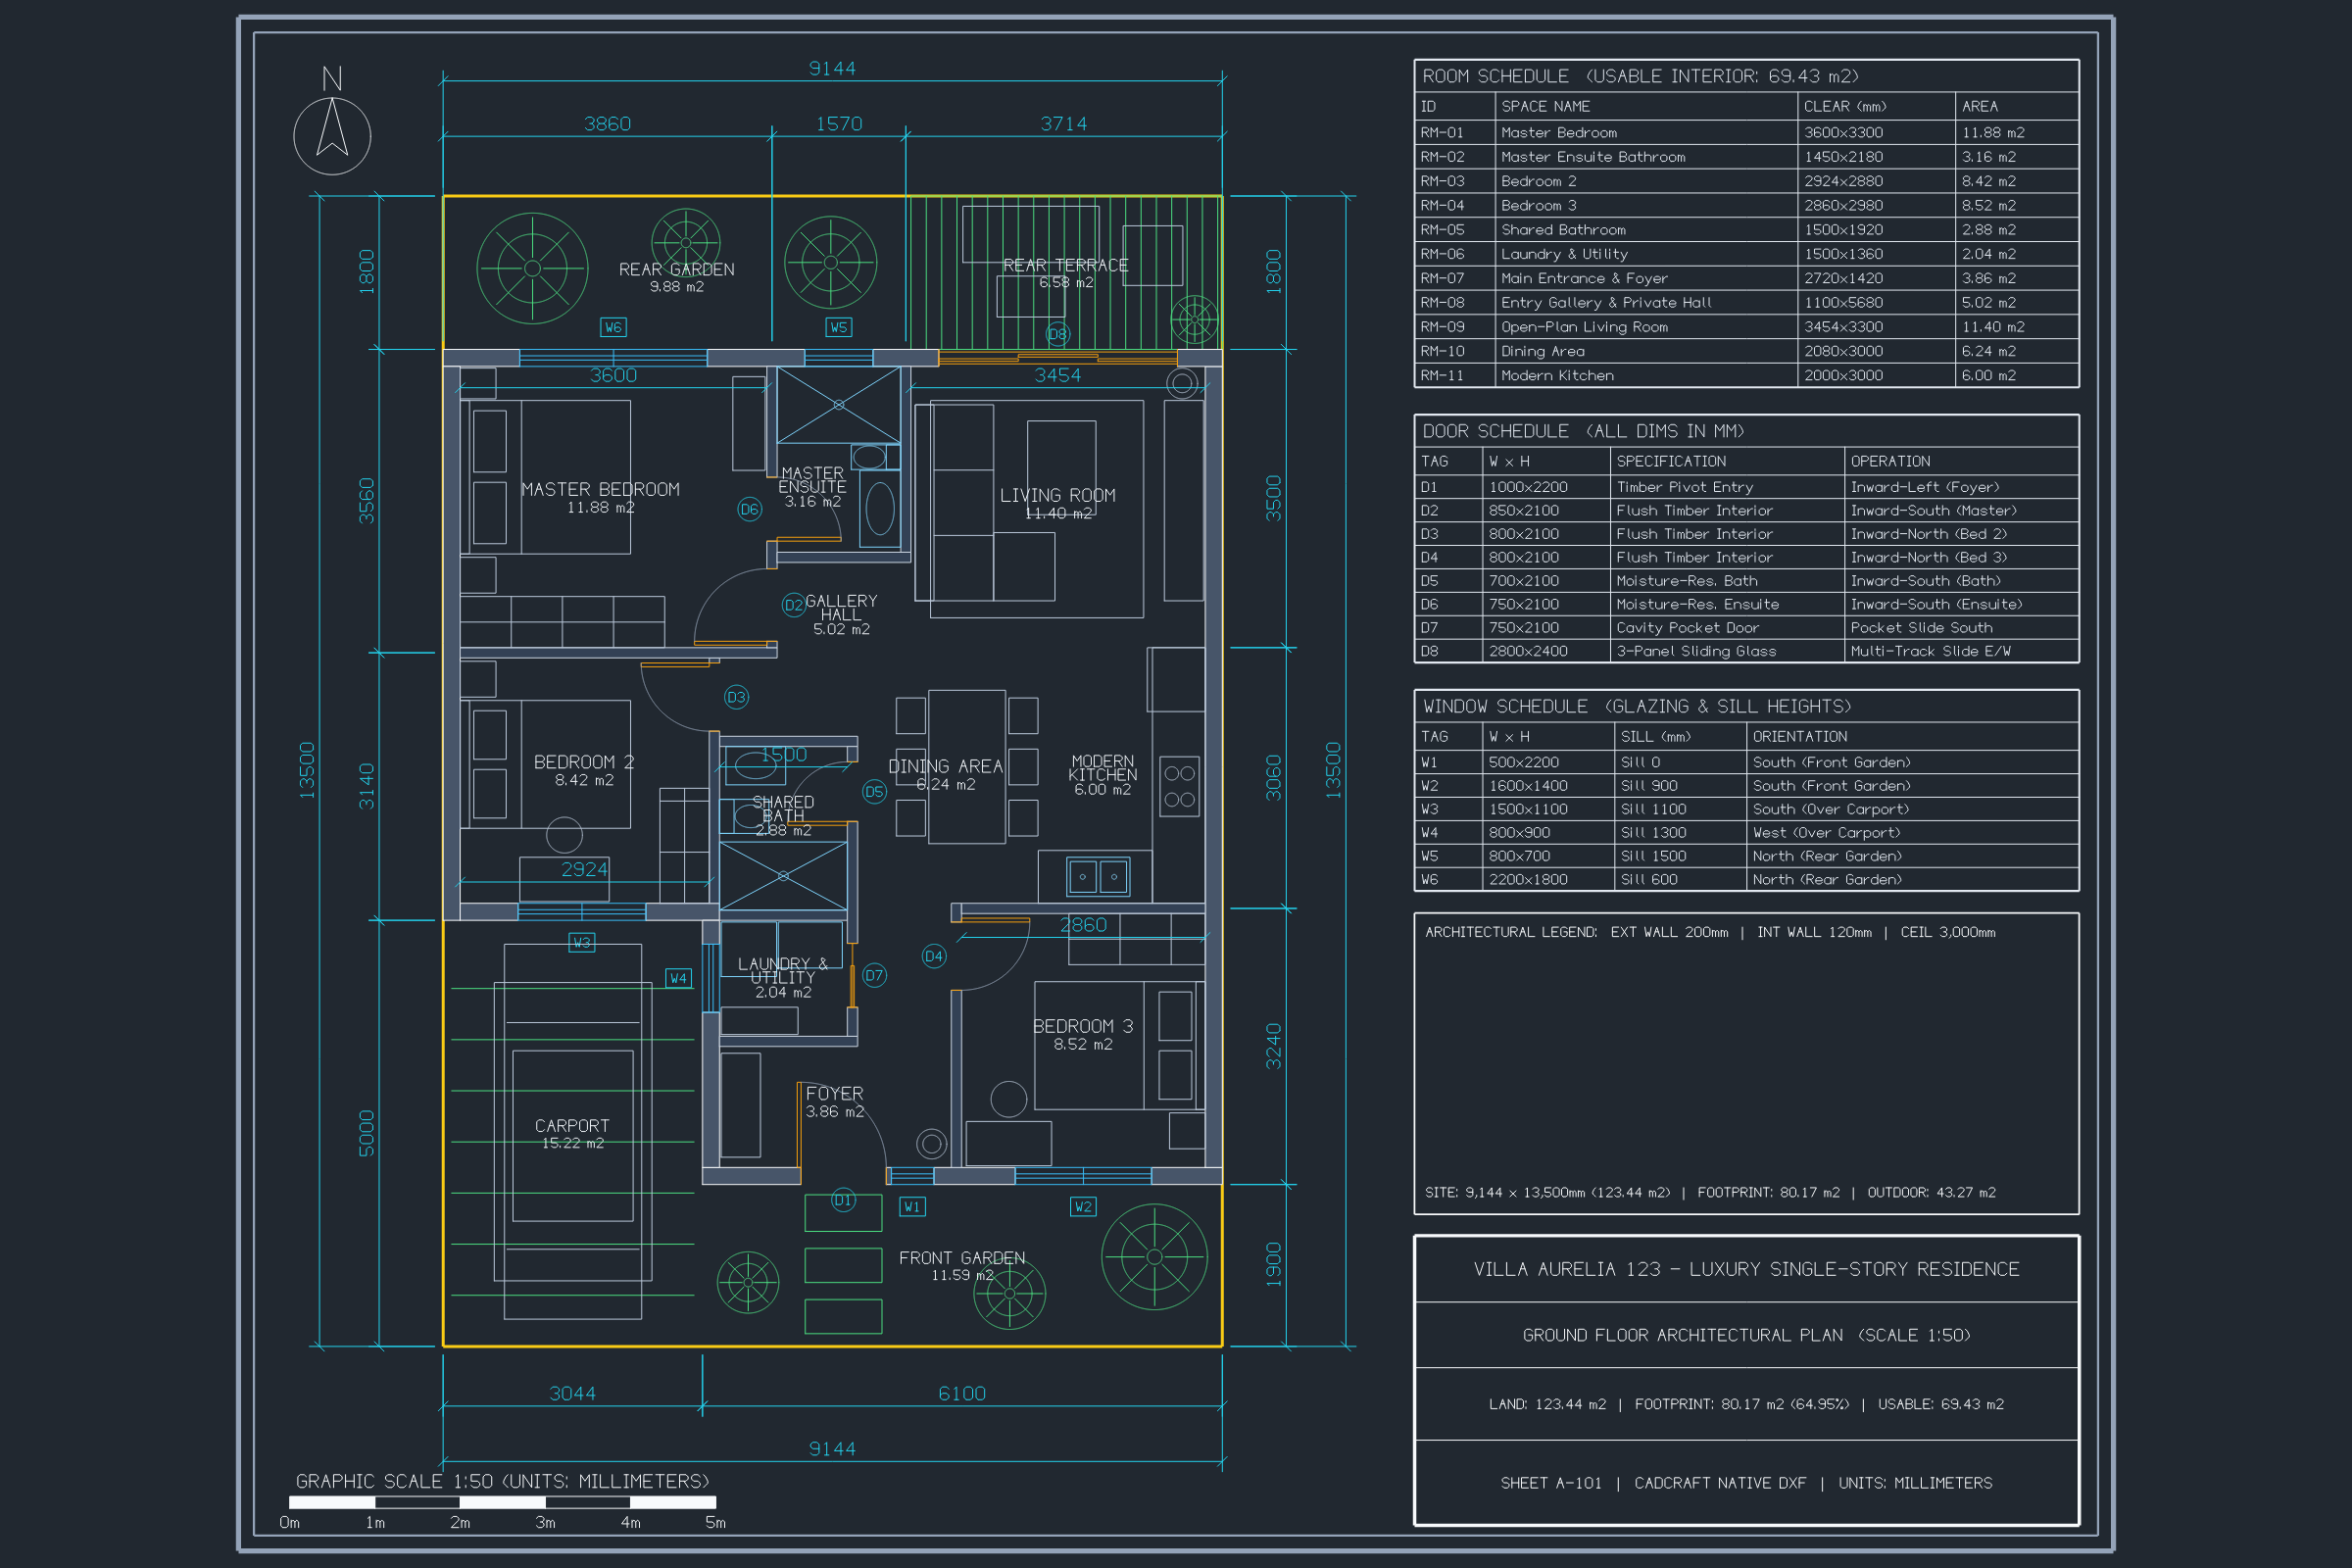 N
9144
3860 1570 3714
1800
1800
REAR GARDEN
9.88 m2
REAR TERRACE
6.58 m2
W6
W5
D8
3600
3454
3560
3500
MASTER BEDROOM
11.88 m2
D6
MASTER
ENSUITE
3.16 m2
LIVING ROOM
11.40 m2
D2
GALLERY
HALL
5.02 m2
D3
13500
3140
3060
13500
BEDROOM 2
8.42 m2
1500
SHARED
BATH
2.88 m2
D5
DINING AREA
6.24 m2
MODERN
KITCHEN
6.00 m2
2924
2860
W3
W4
LAUNDRY &
UTILITY
2.04 m2
D7
D4
5000
3240
CARPORT
15.22 m2
FOYER
3.86 m2
BEDROOM 3
8.52 m2
D1
W1
W2
1900
FRONT GARDEN
11.59 m2
3044 6100
9144
GRAPHIC SCALE 1:50 (UNITS: MILLIMETERS)
0m 1m 2m 3m 4m 5m
ROOM SCHEDULE (USABLE INTERIOR: 69.43 m2)
ID SPACE NAME CLEAR (mm) AREA
RM-01 Master Bedroom 3600x3300 11.88 m2
RM-02 Master Ensuite Bathroom 1450x2180 3.16 m2
RM-03 Bedroom 2 2924x2880 8.42 m2
RM-04 Bedroom 3 2860x2980 8.52 m2
RM-05 Shared Bathroom 1500x1920 2.88 m2
RM-06 Laundry & Utility 1500x1360 2.04 m2
RM-07 Main Entrance & Foyer 2720x1420 3.86 m2
RM-08 Entry Gallery & Private Hall 1100x5680 5.02 m2
RM-09 Open-Plan Living Room 3454x3300 11.40 m2
RM-10 Dining Area 2080x3000 6.24 m2
RM-11 Modern Kitchen 2000x3000 6.00 m2
DOOR SCHEDULE (ALL DIMS IN MM)
TAG W x H SPECIFICATION OPERATION
D1 1000x2200 Timber Pivot Entry Inward-Left (Foyer)
D2 850x2100 Flush Timber Interior Inward-South (Master)
D3 800x2100 Flush Timber Interior Inward-North (Bed 2)
D4 800x2100 Flush Timber Interior Inward-North (Bed 3)
D5 700x2100 Moisture-Res. Bath Inward-South (Bath)
D6 750x2100 Moisture-Res. Ensuite Inward-South (Ensuite)
D7 750x2100 Cavity Pocket Door Pocket Slide South
D8 2800x2400 3-Panel Sliding Glass Multi-Track Slide E/W
WINDOW SCHEDULE (GLAZING & SILL HEIGHTS)
TAG W x H SILL (mm) ORIENTATION
W1 500x2200 Sill 0 South (Front Garden)
W2 1600x1400 Sill 900 South (Front Garden)
W3 1500x1100 Sill 1100 South (Over Carport)
W4 800x900 Sill 1300 West (Over Carport)
W5 800x700 Sill 1500 North (Rear Garden)
W6 2200x1800 Sill 600 North (Rear Garden)
ARCHITECTURAL LEGEND: EXT WALL 200mm | INT WALL 120mm | CEIL 3,000mm
SITE: 9,144 x 13,500mm (123.44 m2) | FOOTPRINT: 80.17 m2 | OUTDOOR: 43.27 m2
VILLA AURELIA 123 - LUXURY SINGLE-STORY RESIDENCE
GROUND FLOOR ARCHITECTURAL PLAN (SCALE 1:50)
LAND: 123.44 m2 | FOOTPRINT: 80.17 m2 (64.95%) | USABLE: 69.43 m2
SHEET A-101 | CADCRAFT NATIVE DXF | UNITS: MILLIMETERS